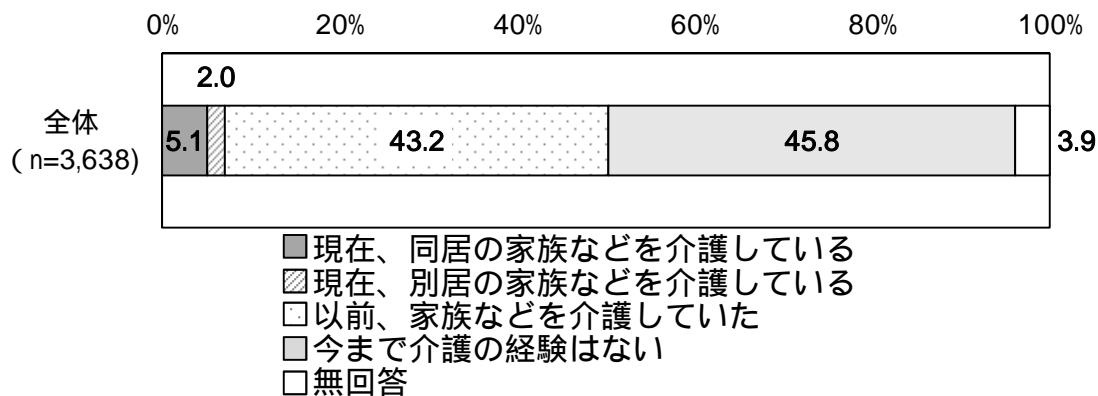 0% 20% 40% 60% 80% 100%
2.0
全体
（n=3,638）
5.1 43.2 45.8 3.9
現在、同居の家族などを介護している
現在、別居の家族などを介護している
以前、家族などを介護していた
今まで介護の経験はない
無回答